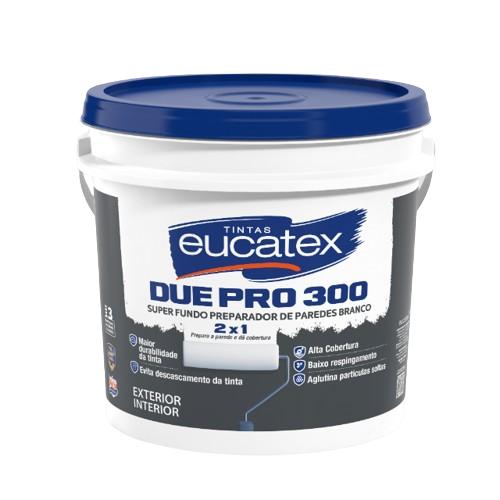 TINTAS
eucatex
DUE PRO 300
SUPER FUNDO PREPARADOR DE PAREDES BRANCO
2x1
Prepara a parede e dá cobertura
Maior
durabilidade
da tinta
Evita descascamento da tinta
Alta Cobertura
Baixo respingamento
Aglutina partículas soltas
EXTERIOR
INTERIOR